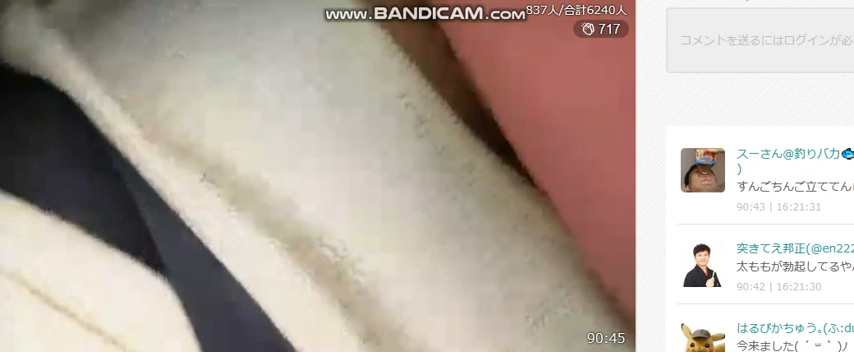 www.BANDICAM.com
837人/合計6240人
717
90:45
コメントを送るにはログインが必
スーさん@釣りバカ🐟
)
すんごちんご立ててん
90:43 | 16:21:31
突きてえ邦正(@en222
太ももが勃起してるや
90:42 | 16:21:30
はるぴかちゅう。(ふ:du
今来ました(´ω｀)ノ